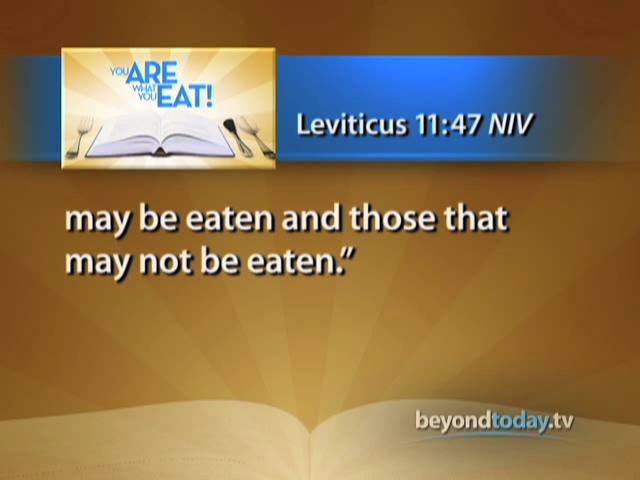 YOU ARE
WHAT
YOU EAT!
Leviticus 11:47 NIV
may be eaten and those that
may not be eaten.”
beyondtoday.tv